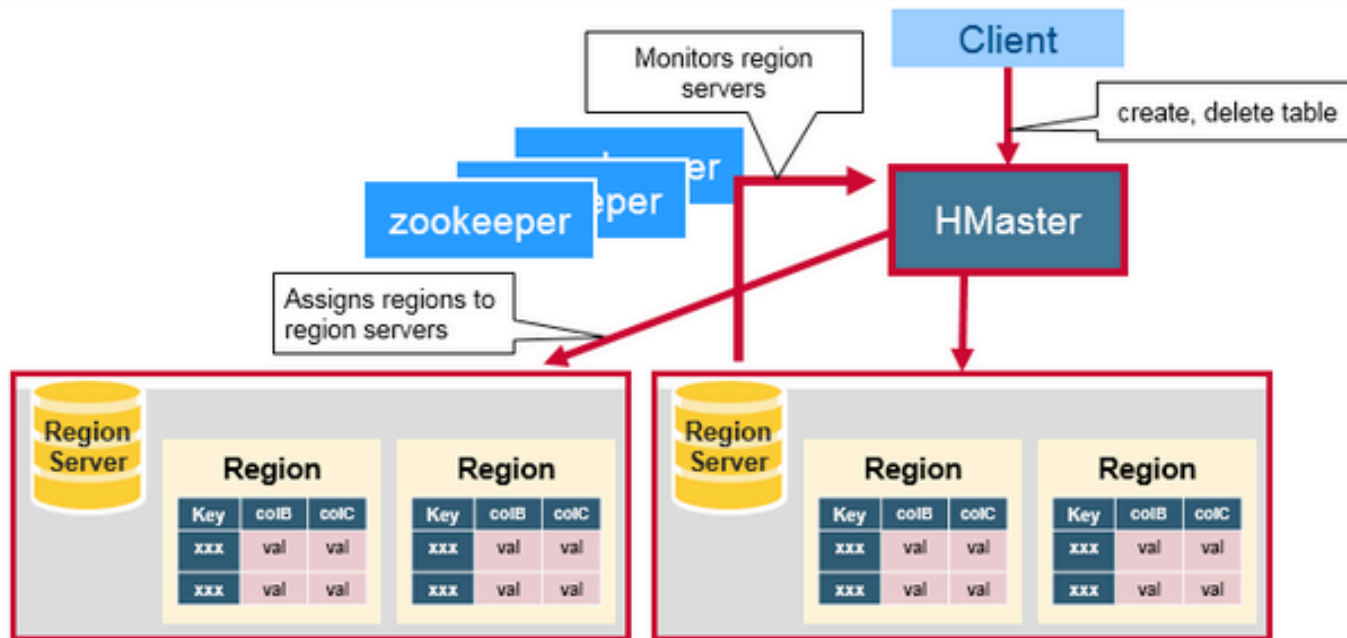 Client
Monitors region
servers
create, delete table
er
eper
zookeeper
HMaster
Assigns regions to
region servers
Region
Server
Region
Key colB colC
xxx val val
xxx val val
Region
Key colB colC
xxx val val
xxx val val
Region
Server
Region
Key colB colC
xxx val val
xxx val val
Region
Key colB colC
xxx val val
xxx val val